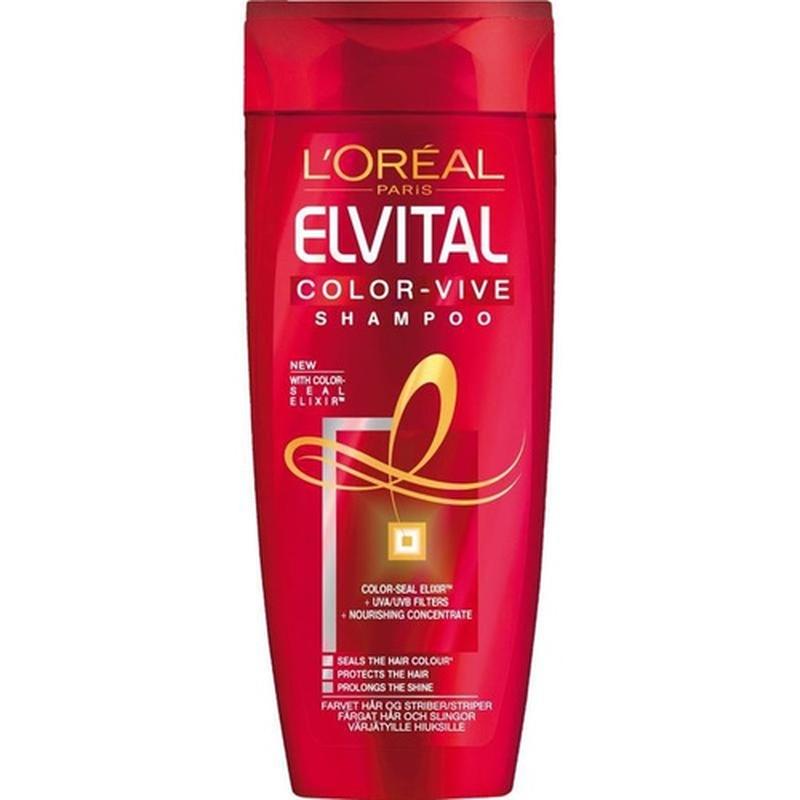 L'ORÉAL
PARIS
ELVITAL
COLOR-VIVE
SHAMPOO
NEW
WITH COLOR-
SEAL
ELIXIR™
COLOR-SEAL ELIXIR™
+ UVA/UVB FILTERS
+ NOURISHING CONCENTRATE
SEALS THE HAIR COLOUR*
PROTECTS THE HAIR
PROLONGS THE SHINE
FARVET HÅR OG STRIBER/STRIPER
FÄRGAT HÅR OCH SLINGOR
VÄRJÄTYILLE HIUKSILLE